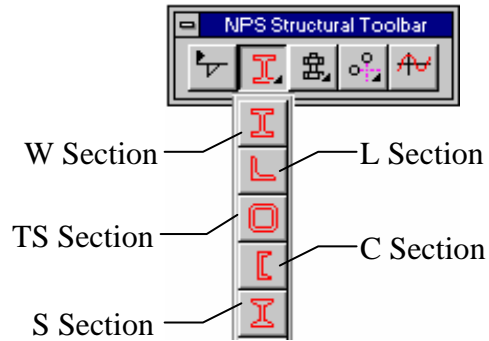 NPS Structural Toolbar
W Section
L Section
TS Section
C Section
S Section